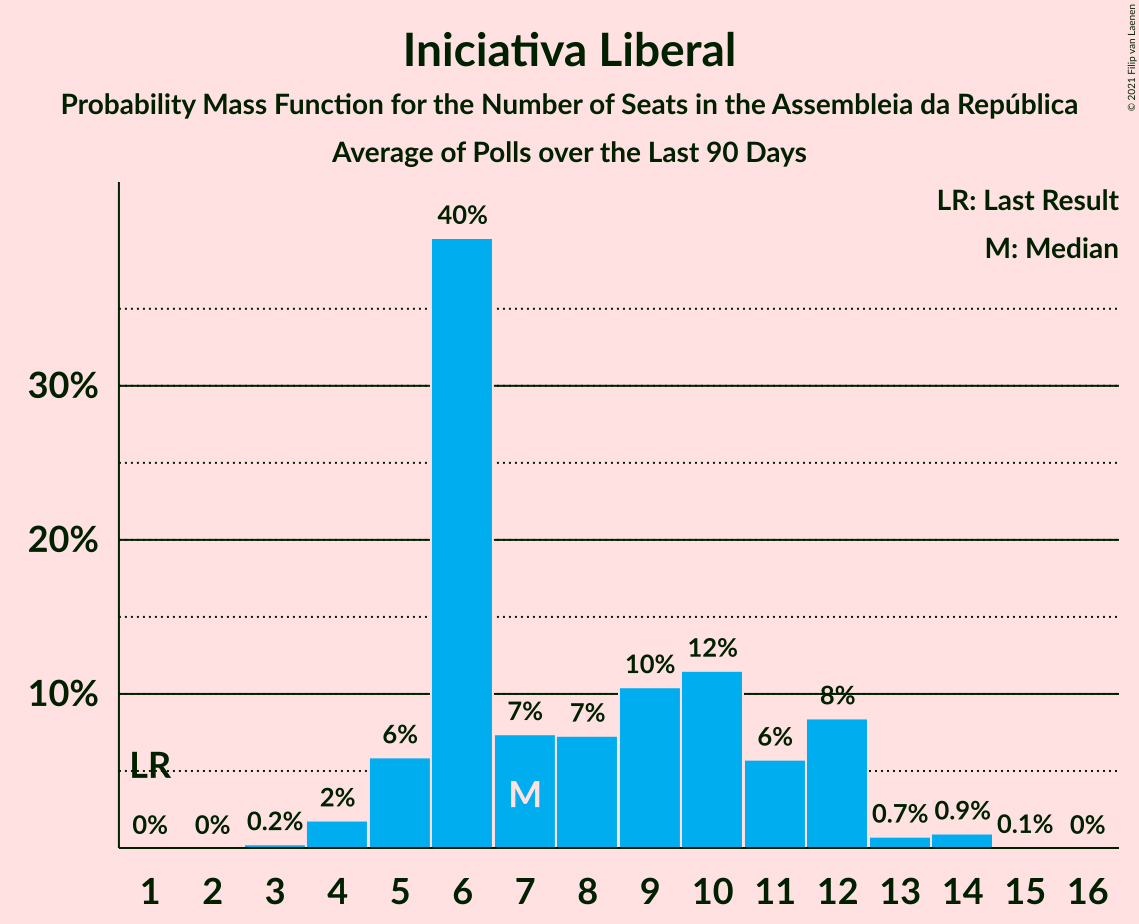 Iniciativa Liberal
Probability Mass Function for the Number of Seats in the Assembleia da República
Average of Polls over the Last 90 Days
© 2021 Filip van Laenen
LR: Last Result
M: Median
40%
30%
20%
12%
10%
10%
8%
7%
7%
6%
6%
LR
M
2%
0%
0%
0.2%
0.7%
0.9%
0.1%
0%
1 2 3 4 5 6 7 8 9 10 11 12 13 14 15 16